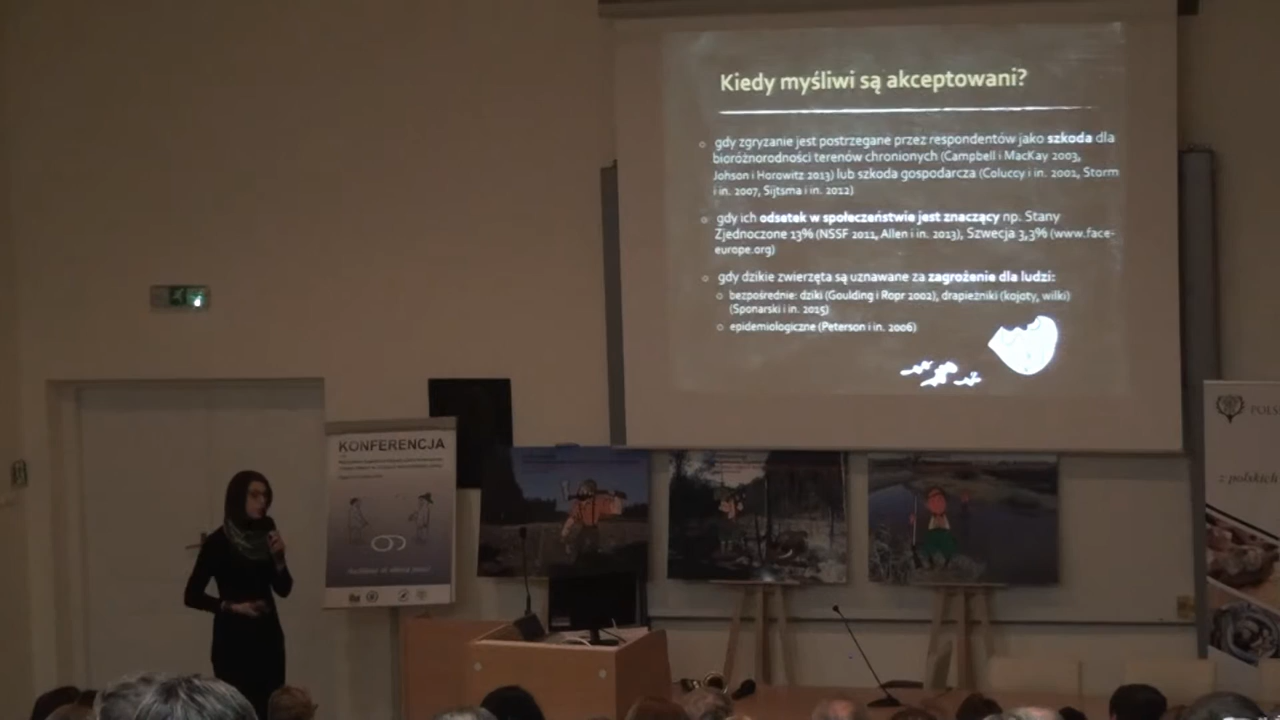 Kiedy myśliwi są akceptowani?
gdy zgryzanie jest postrzegane przez respondentów jako szkoda dla
bioróżnorodności terenów chronionych (Campbell i MacKay 2003,
Johson i Horowitz 2013) lub szkoda gospodarcza (Coluccy i in. 2001, Storm
i in. 2007, Sijtsma i in. 2012)
gdy ich odsetek w społeczeństwie jest znaczący np. Stany
Zjednoczone 13% (NSSF 2011, Allen i in. 2013), Szwecja 3,3% (www.face-
europe.org)
gdy dzikie zwierzęta są uznawane za zagrożenie dla ludzi:
bezpośrednie: dziki (Goulding i Ropr 2002), drapieżniki (kojoty, wilki)
(Sponarski i in. 2015)
epidemiologiczne (Peterson i in. 2006)
KONFERENCJA
z polskich